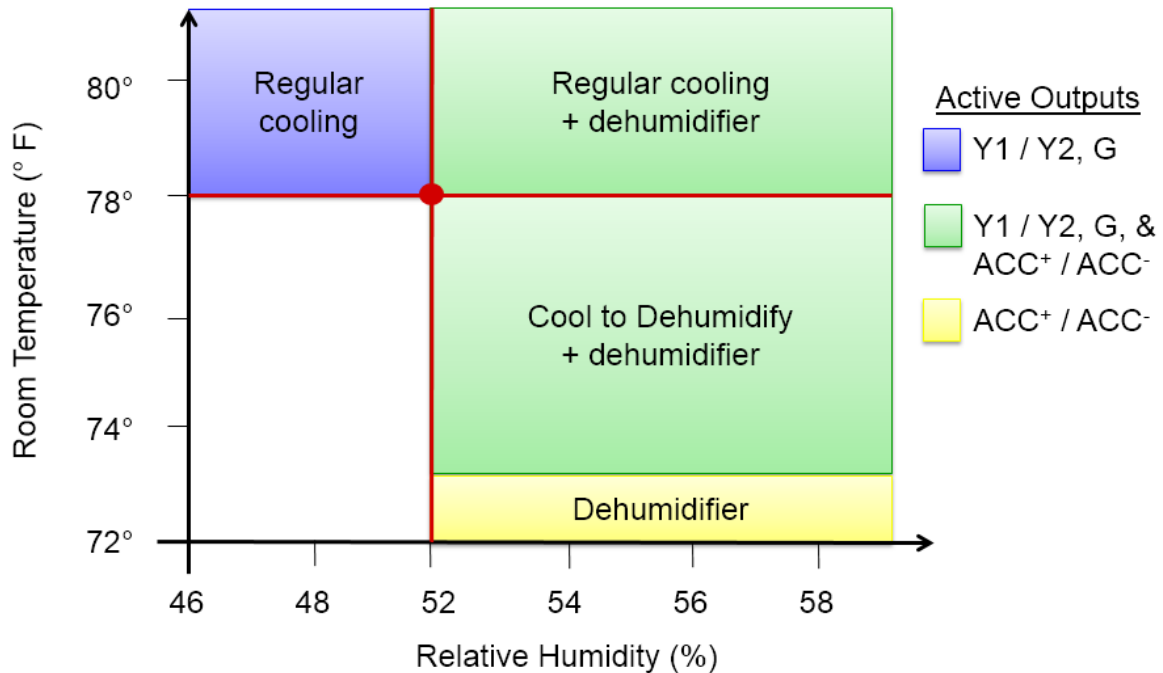 80°
78°
76°
74°
72°
Room Temperature (° F)
Regular
cooling
Regular cooling
+ dehumidifier
Cool to Dehumidify
+ dehumidifier
Dehumidifier
46
48
52
54
56
58
Relative Humidity (%)
Active Outputs
Y1 / Y2, G
Y1 / Y2, G, &
ACC⁺ / ACC⁻
ACC⁺ / ACC⁻